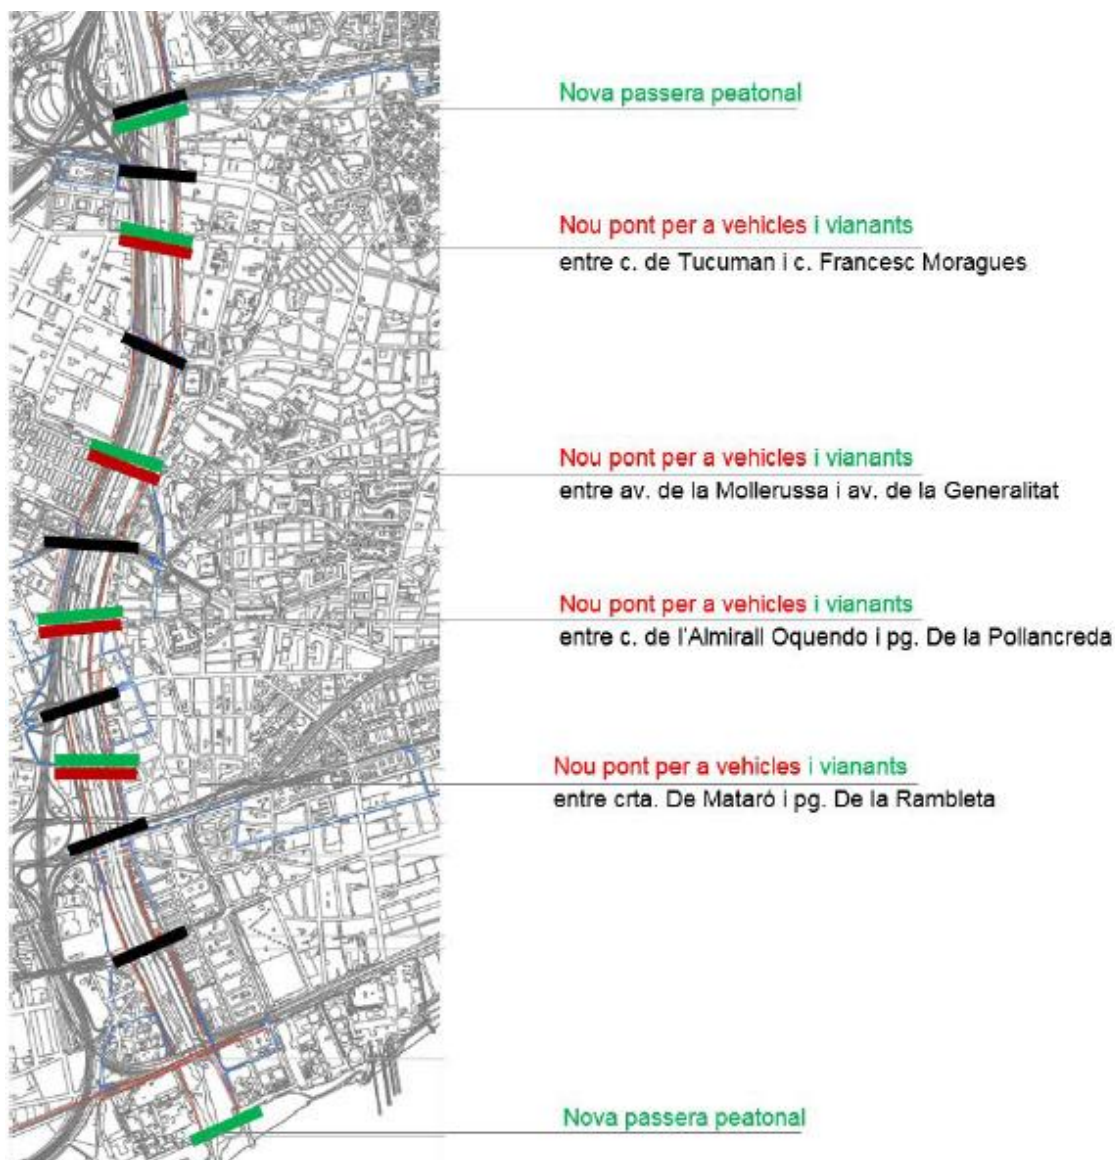 Nova passera peatonal
Nou pont per a vehicles i vianants
entre c. de Tucuman i c. Francesc Moragues
Nou pont per a vehicles i vianants
entre av. de la Mollerussa i av. de la Generalitat
Nou pont per a vehicles i vianants
entre c. de l'Almirall Oquendo i pg. De la Pollancreda
Nou pont per a vehicles i vianants
entre crta. De Mataró i pg. De la Rambleta
Nova passera peatonal